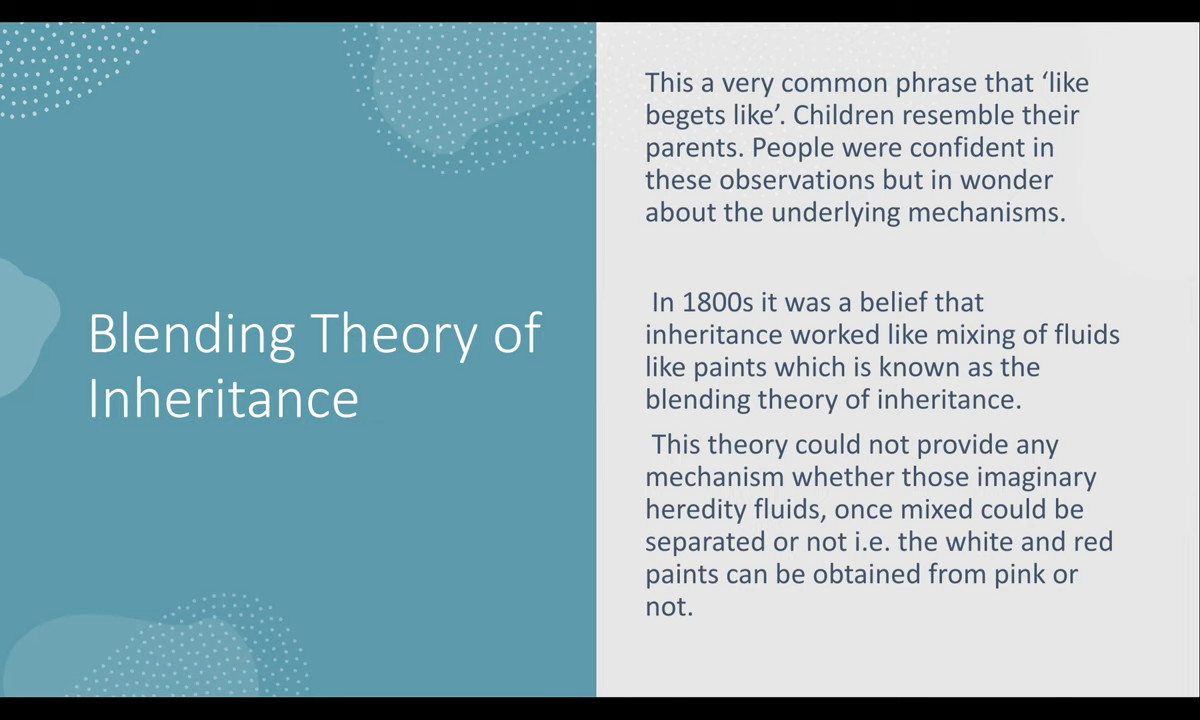 Blending Theory of
Inheritance
This a very common phrase that ‘like
begets like’. Children resemble their
parents. People were confident in
these observations but in wonder
about the underlying mechanisms.
In 1800s it was a belief that
inheritance worked like mixing of fluids
like paints which is known as the
blending theory of inheritance.
This theory could not provide any
mechanism whether those imaginary
heredity fluids, once mixed could be
separated or not i.e. the white and red
paints can be obtained from pink or
not.